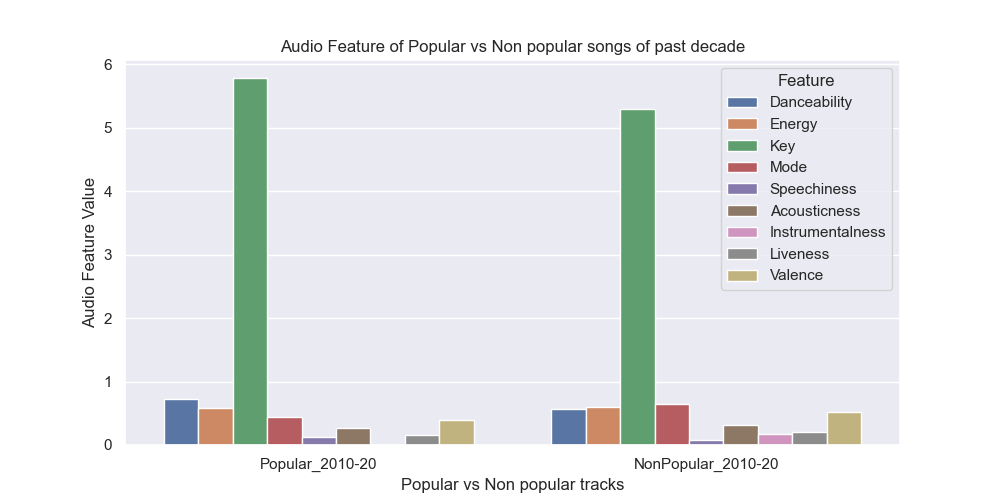 Audio Feature of Popular vs Non popular songs of past decade
6
5
4
3
2
1
0
Audio Feature Value
Feature
Danceability
Energy
Key
Mode
Speechiness
Acousticness
Instrumentalness
Liveness
Valence
Popular_2010-20
NonPopular_2010-20
Popular vs Non popular tracks